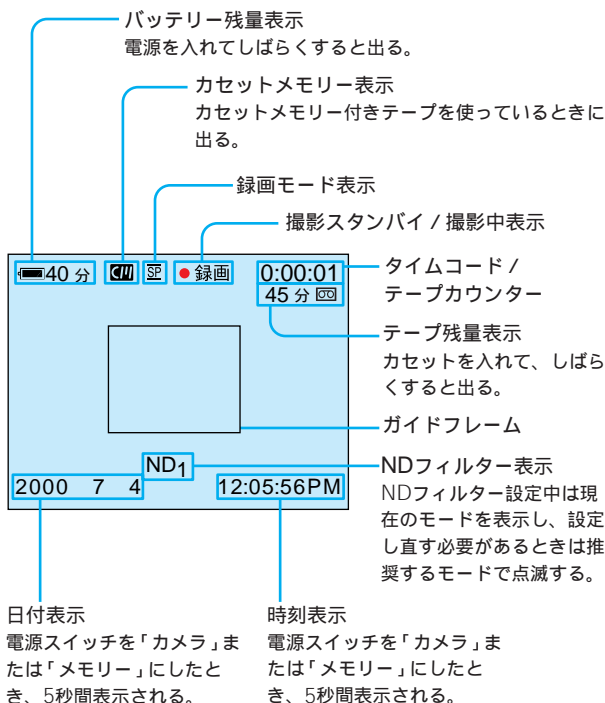 バッテリー残量表示
電源を入れてしばらくすると出る。
カセットメモリー表示
カセットメモリー付きテープを使っているときに
出る。
録画モード表示
撮影スタンバイ / 撮影中表示
40 分 CM SP ●録画 0:00:01
45 分
タイムコード /
テープカウンター
テープ残量表示
カセットを入れて、しばら
くすると出る。
ガイドフレーム
ND1
2000 7 4 12:05:56PM
NDフィルター表示
NDフィルター設定中は現
在のモードを表示し、設定
し直す必要があるときは推
奨するモードで点滅する。
日付表示
電源スイッチを「カメラ」ま
たは「メモリー」にしたと
き、5秒間表示される。
時刻表示
電源スイッチを「カメラ」ま
たは「メモリー」にしたと
き、5秒間表示される。